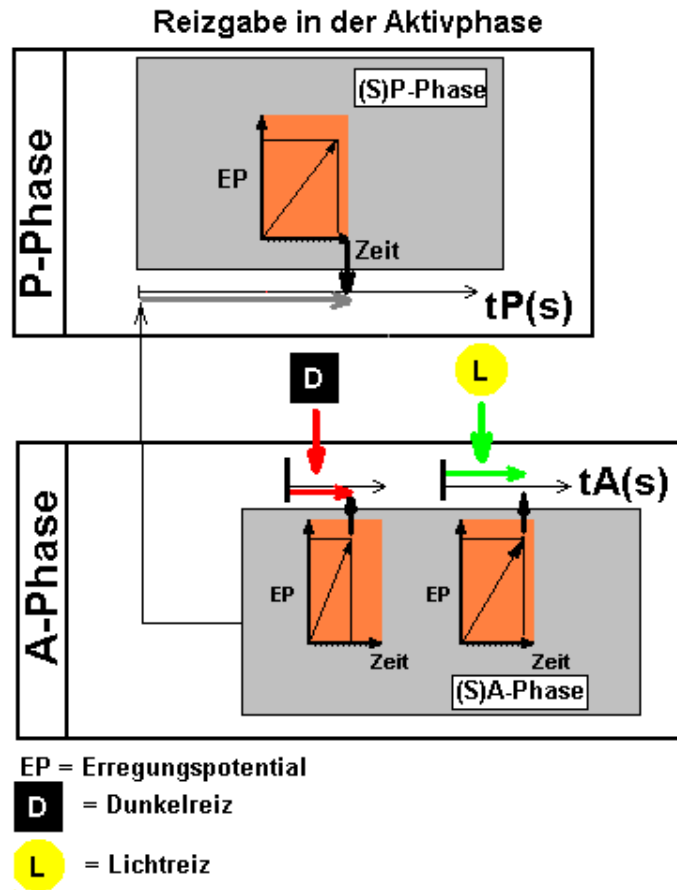 Reizgabe in der Aktivphase
P-Phase
(S)P-Phase
EP
Zeit
tP(s)
D
L
A-Phase
tA(s)
EP
Zeit
EP
Zeit
(S)A-Phase
EP = Erregungspotential
D = Dunkelreiz
L = Lichtreiz